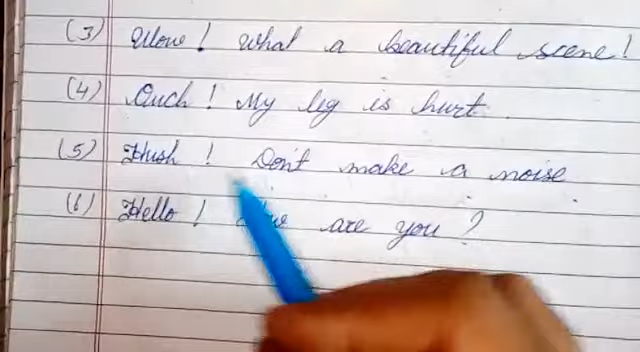 (3) Wow! What a beautiful scene!
(4) Ouch! My leg is hurt.
(5) Hush! Don't make a noise
(6) Hello! How are you?